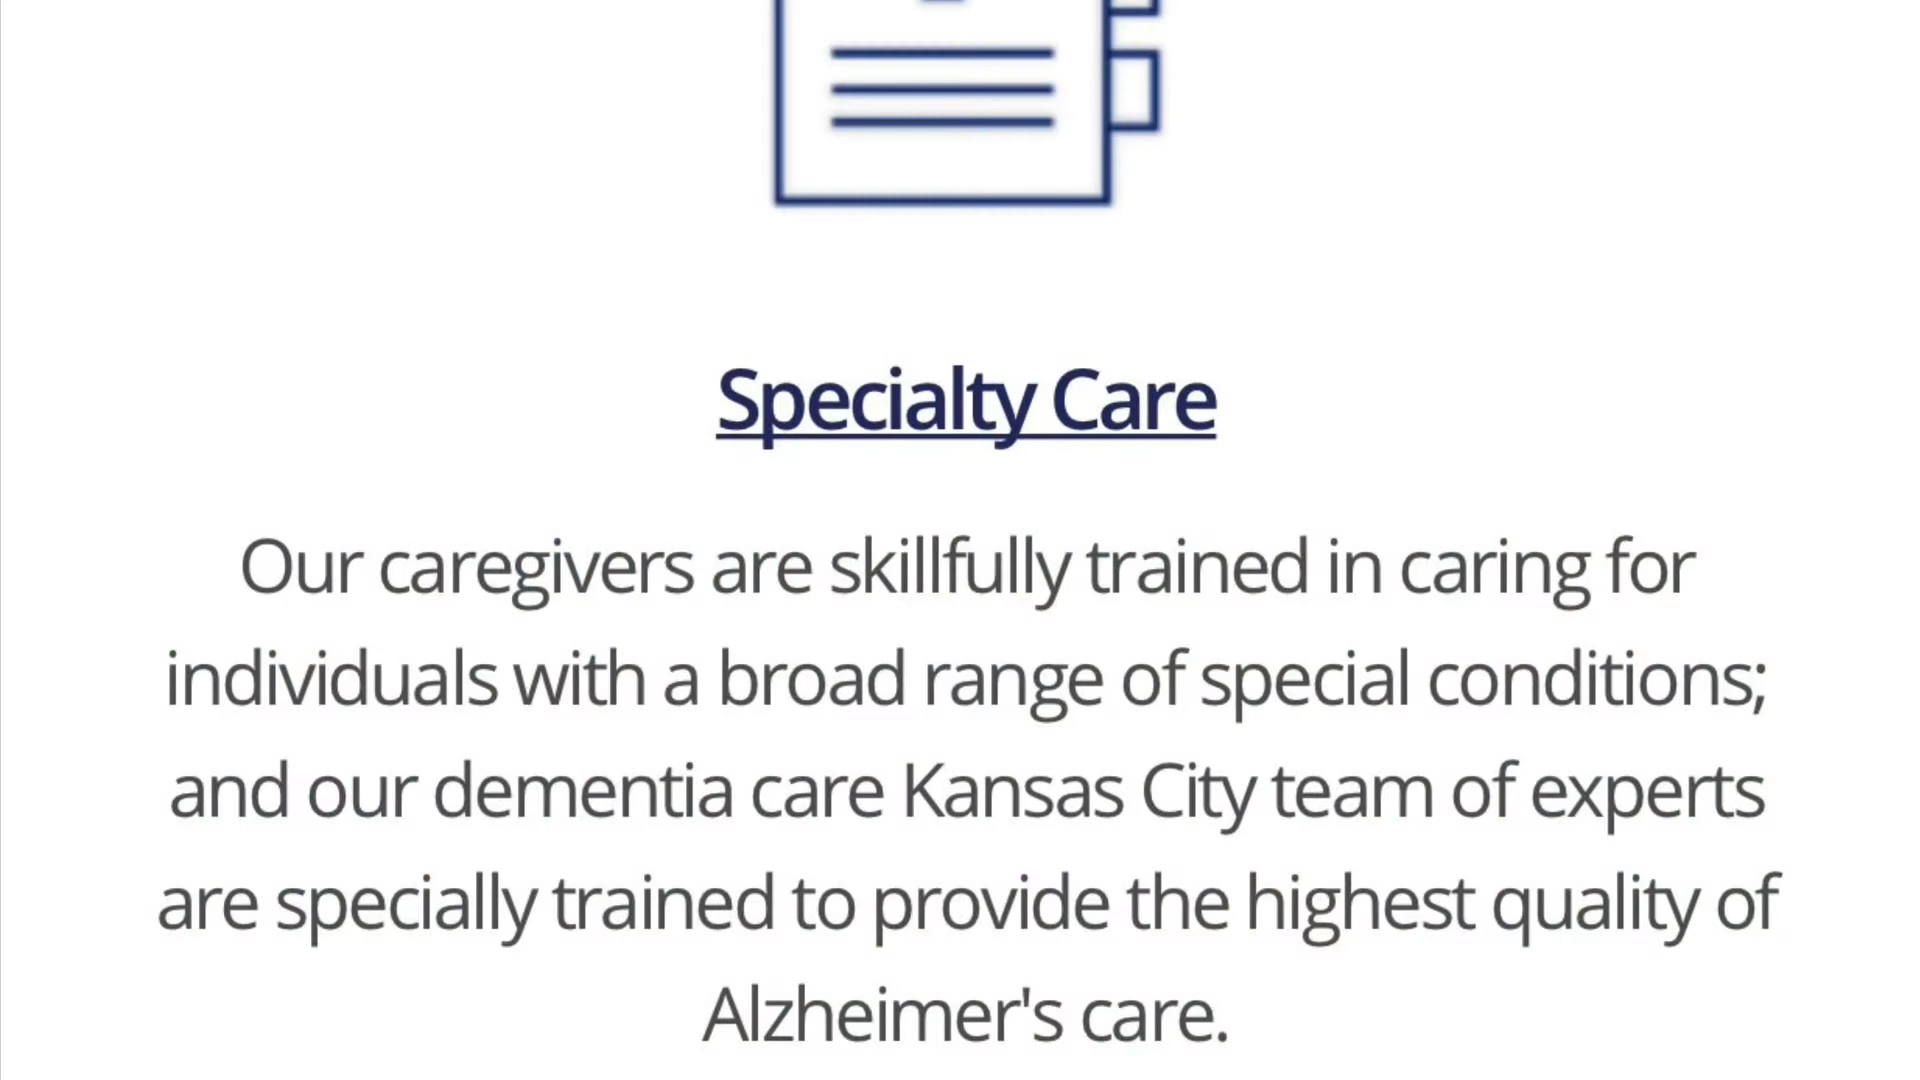 Specialty Care
Our caregivers are skillfully trained in caring for
individuals with a broad range of special conditions;
and our dementia care Kansas City team of experts
are specially trained to provide the highest quality of
Alzheimer's care.